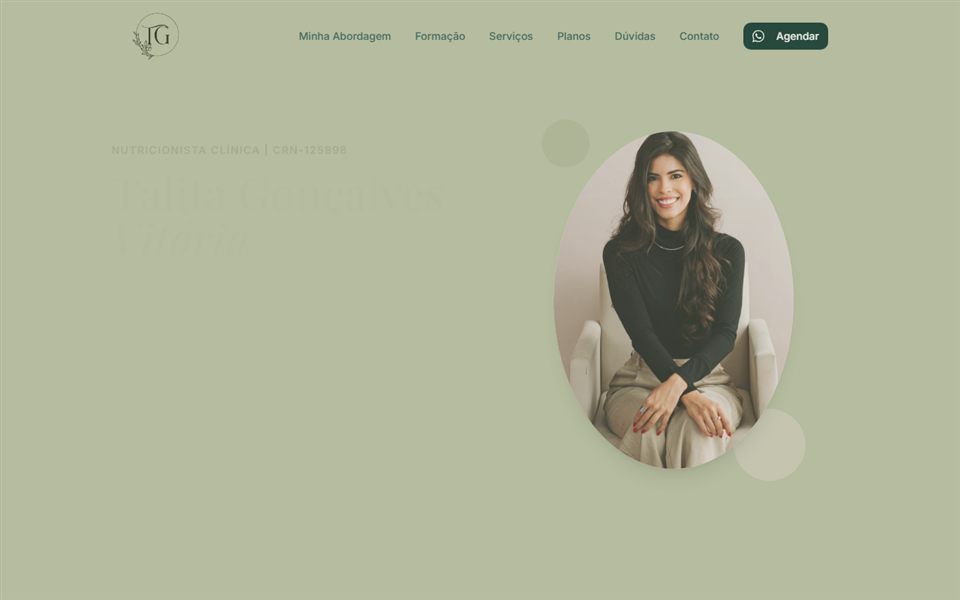 TG
Minha Abordagem
Formação
Serviços
Planos
Dúvidas
Contato
Agendar
NUTRICIONISTA CLÍNICA | CRN-125898
Talita Gonçalves
Vitória